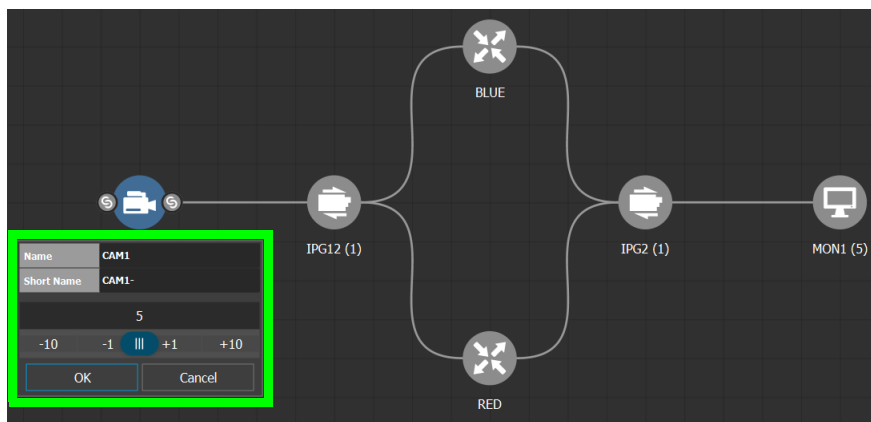 BLUE
IPG12 (1)
IPG2 (1)
MON1 (5)
Name CAM1
Short Name CAM1-
5
-10 -1 +1 +10
OK Cancel
RED